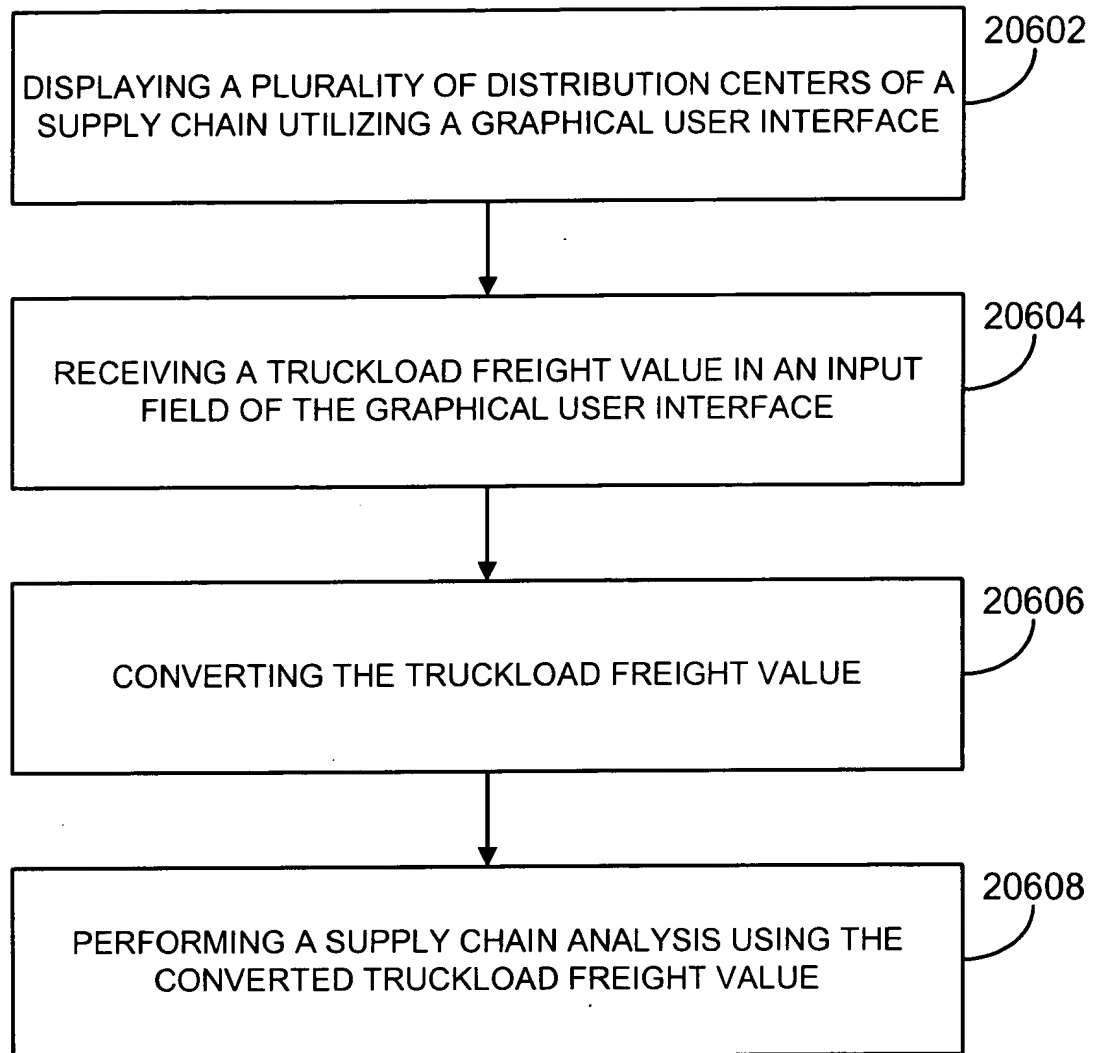 20602
DISPLAYING A PLURALITY OF DISTRIBUTION CENTERS OF A
SUPPLY CHAIN UTILIZING A GRAPHICAL USER INTERFACE
20604
RECEIVING A TRUCKLOAD FREIGHT VALUE IN AN INPUT
FIELD OF THE GRAPHICAL USER INTERFACE
20606
CONVERTING THE TRUCKLOAD FREIGHT VALUE
20608
PERFORMING A SUPPLY CHAIN ANALYSIS USING THE
CONVERTED TRUCKLOAD FREIGHT VALUE